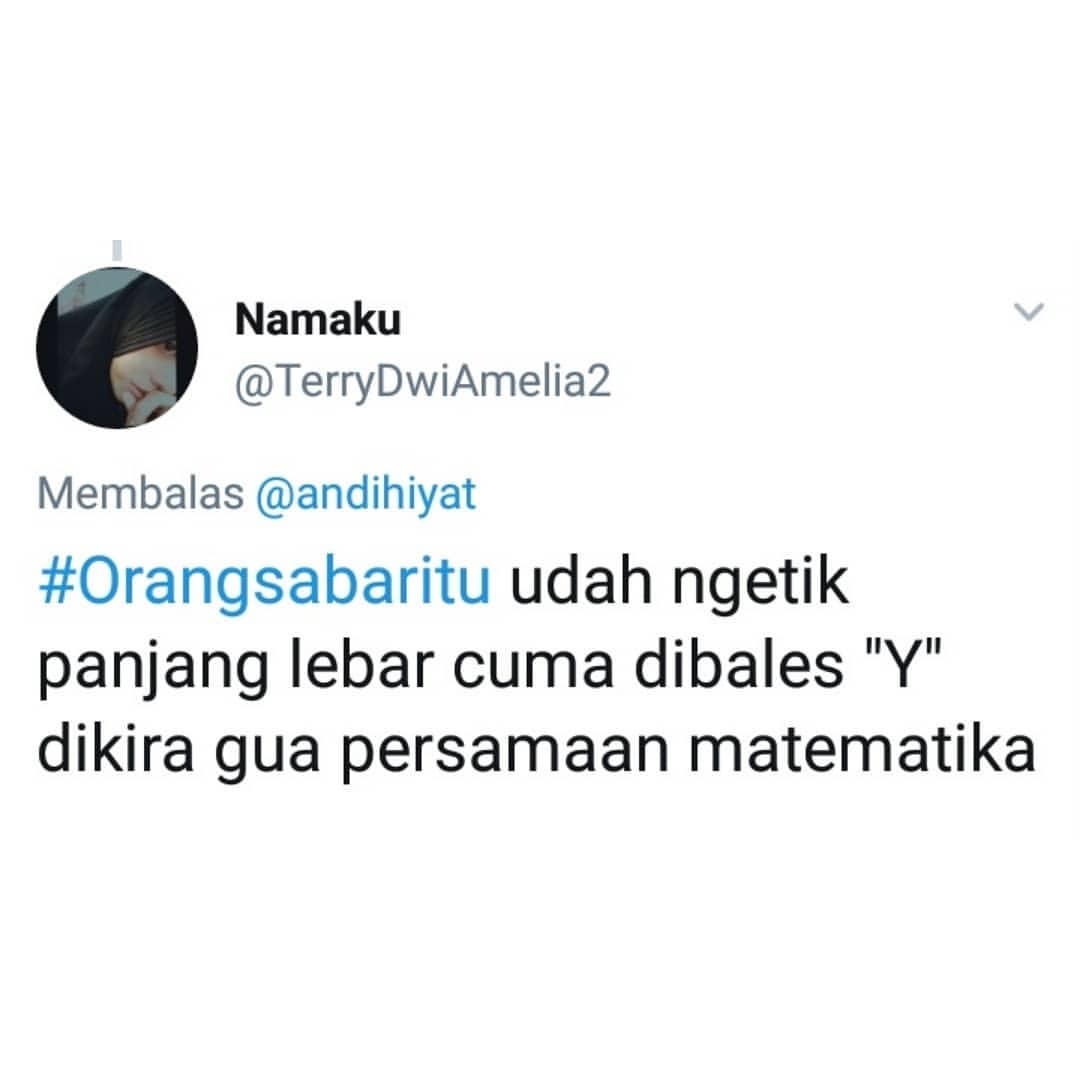 Namaku
@TerryDwiAmelia2
Membalas @andihiyat
#Orangsabaritu udah ngetik
panjang lebar cuma dibales "Y"
dikira gua persamaan matematika